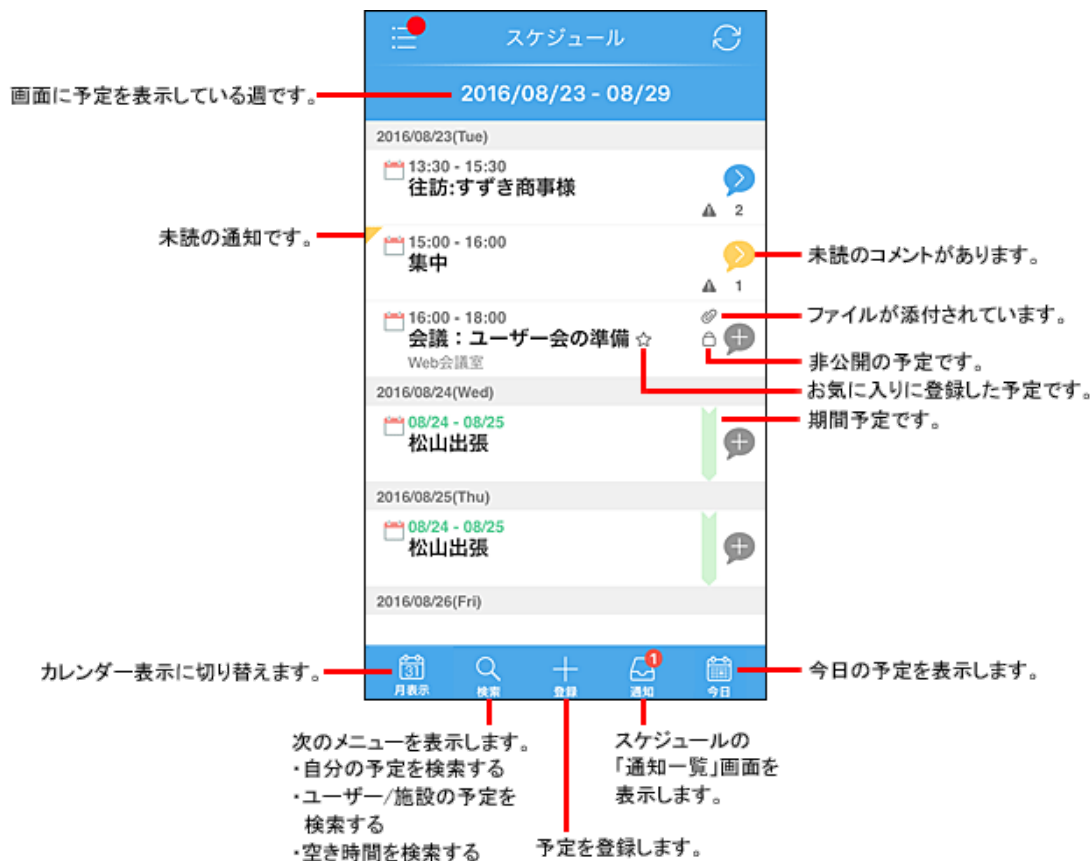 スケジュール
画面に予定を表示している週です。
2016/08/23 - 08/29
2016/08/23(Tue)
13:30 - 15:30
往訪:すずき商事様
2
未読の通知です。
15:00 - 16:00
集中
未読のコメントがあります。
1
16:00 - 18:00
ファイルが添付されています。
会議：ユーザー会の準備
Web会議室
非公開の予定です。
お気に入りに登録した予定です。
2016/08/24(Wed)
期間予定です。
08/24 - 08/25
松山出張
2016/08/25(Thu)
08/24 - 08/25
松山出張
2016/08/26(Fri)
カレンダー表示に切り替えます。
31
1
月表示
検索
登録
通知
今日
今日の予定を表示します。
次のメニューを表示します。
・自分の予定を検索する
・ユーザー/施設の予定を
検索する
・空き時間を検索する
予定を登録します。
スケジュールの
「通知一覧」画面を
表示します。